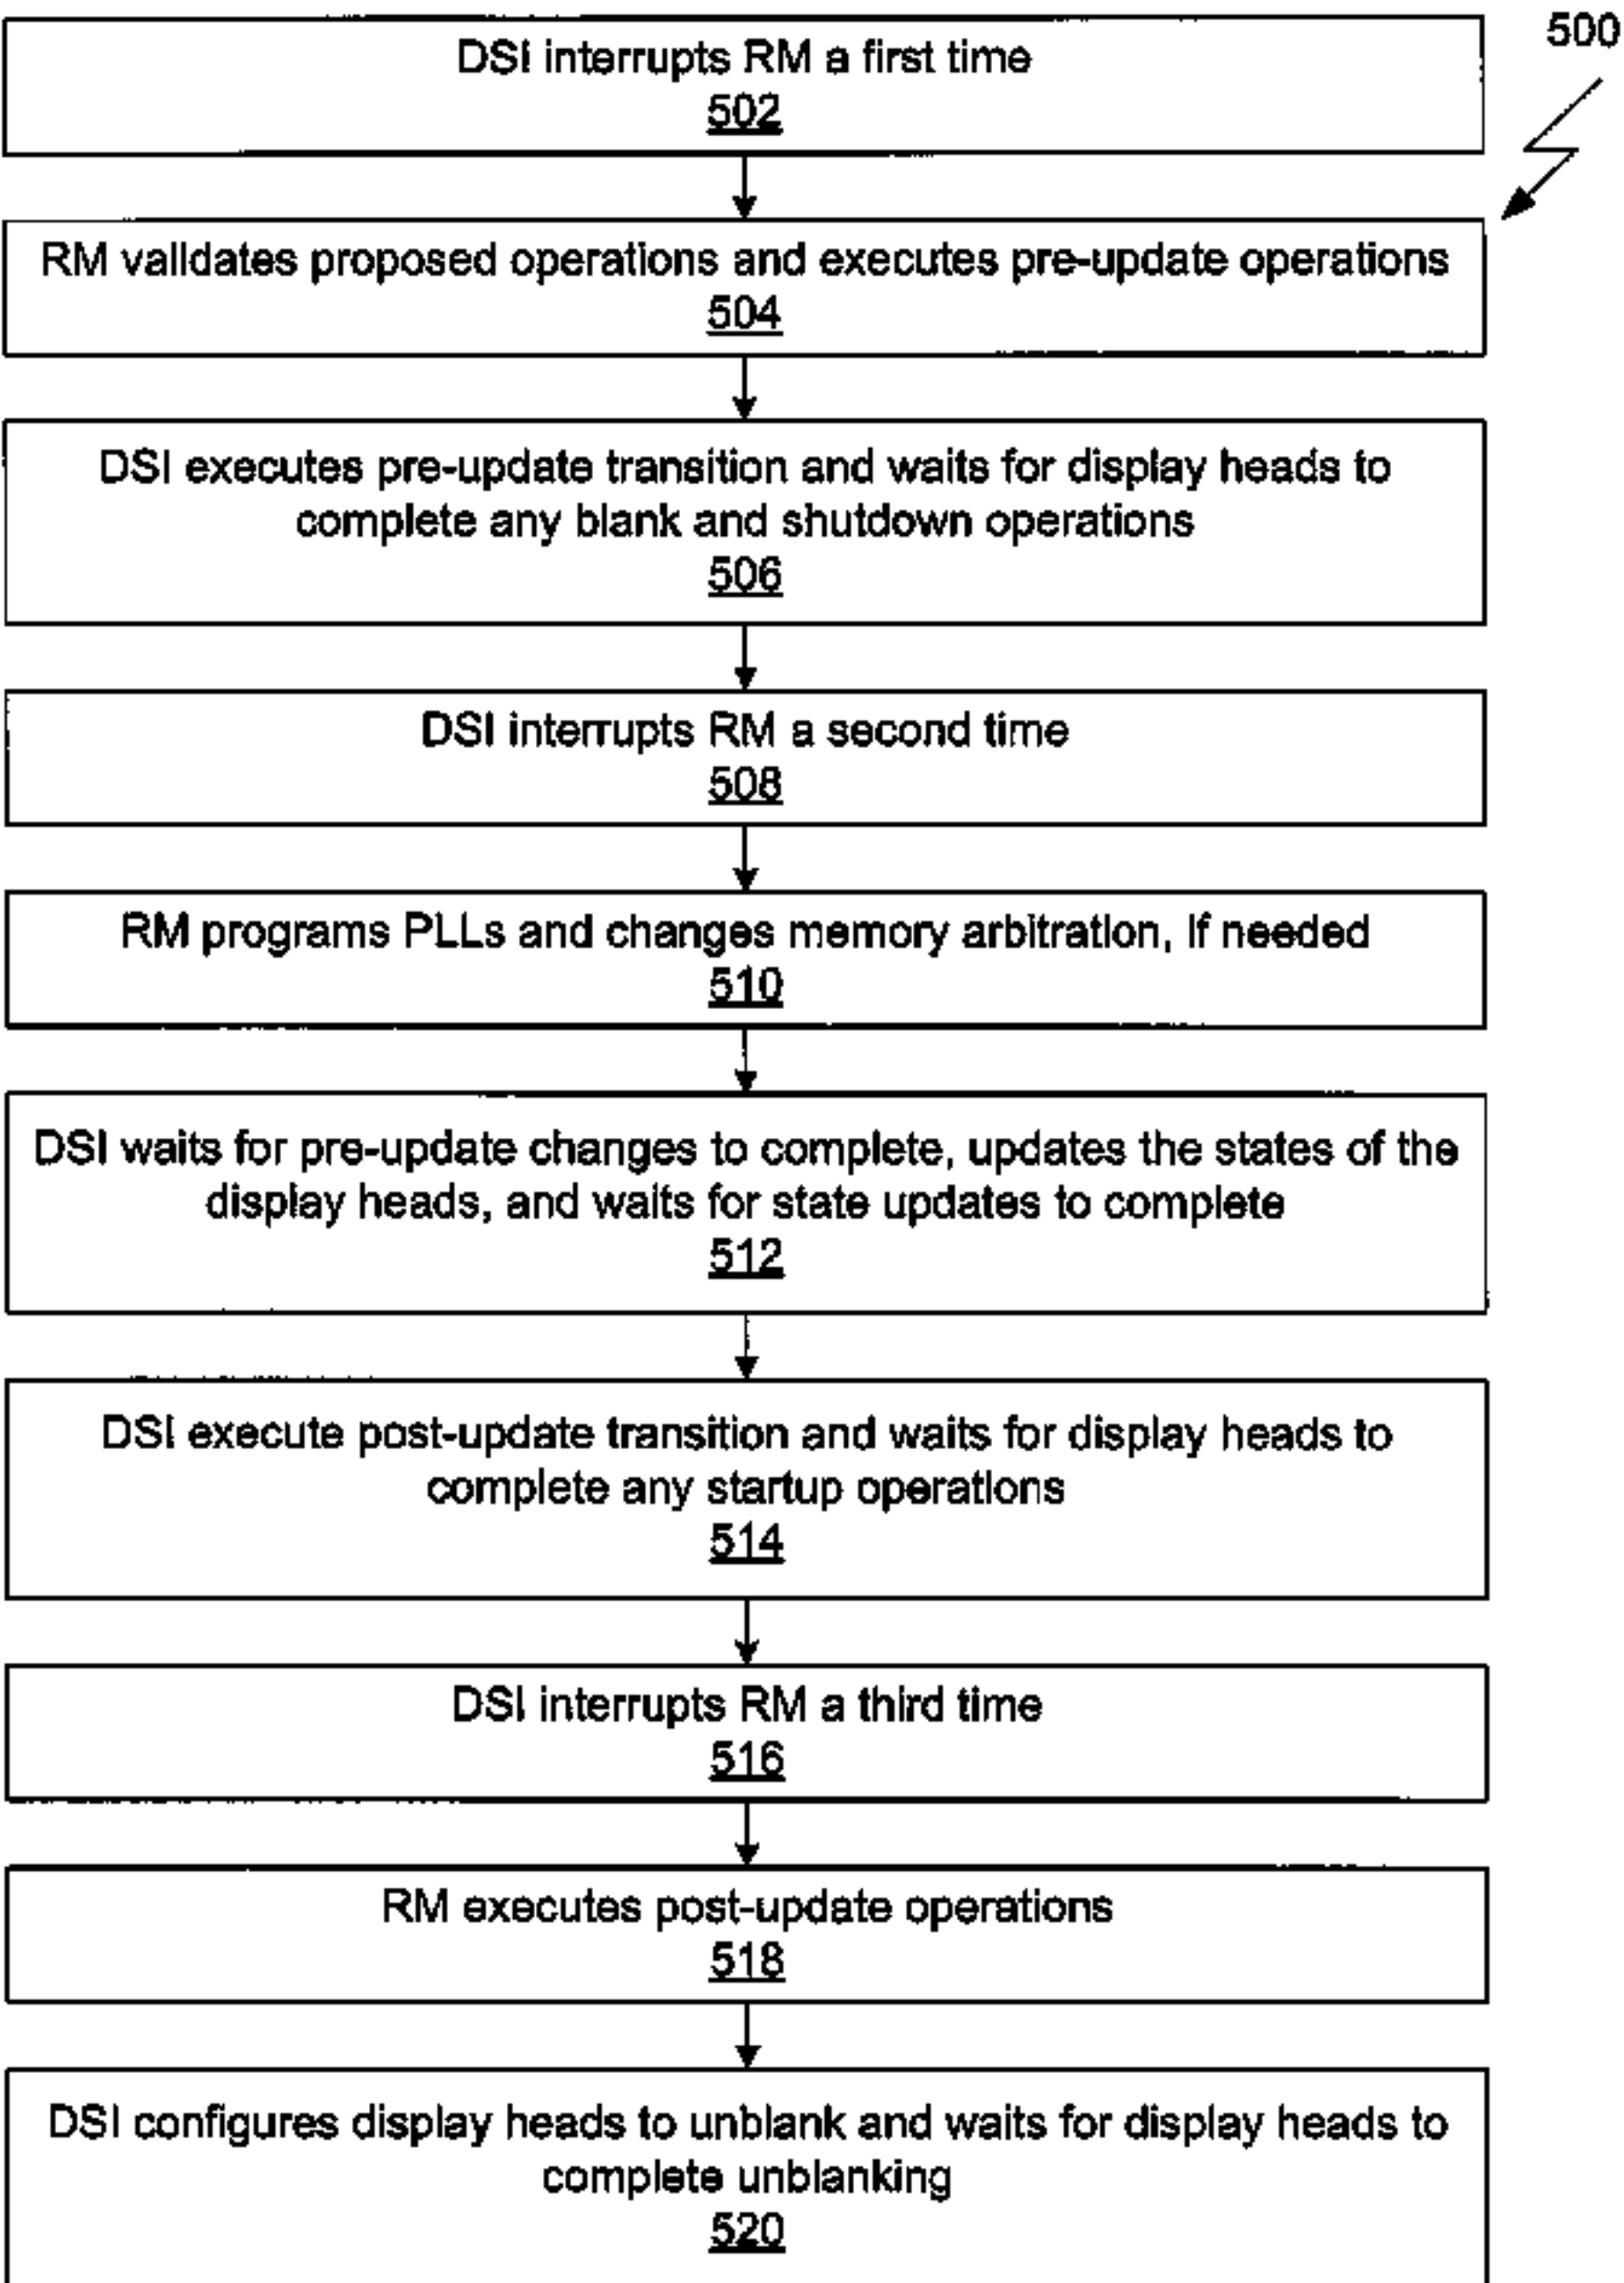 500
DSI interrupts RM a first time
502
RM validates proposed operations and executes pre-update operations
504
DSI executes pre-update transition and waits for display heads to
complete any blank and shutdown operations
506
DSI interrupts RM a second time
508
RM programs PLLs and changes memory arbitration, if needed
510
DSI waits for pre-update changes to complete, updates the states of the
display heads, and waits for state updates to complete
512
DSI execute post-update transition and waits for display heads to
complete any startup operations
514
DSI interrupts RM a third time
516
RM executes post-update operations
518
DSI configures display heads to unblank and waits for display heads to
complete unblanking
520